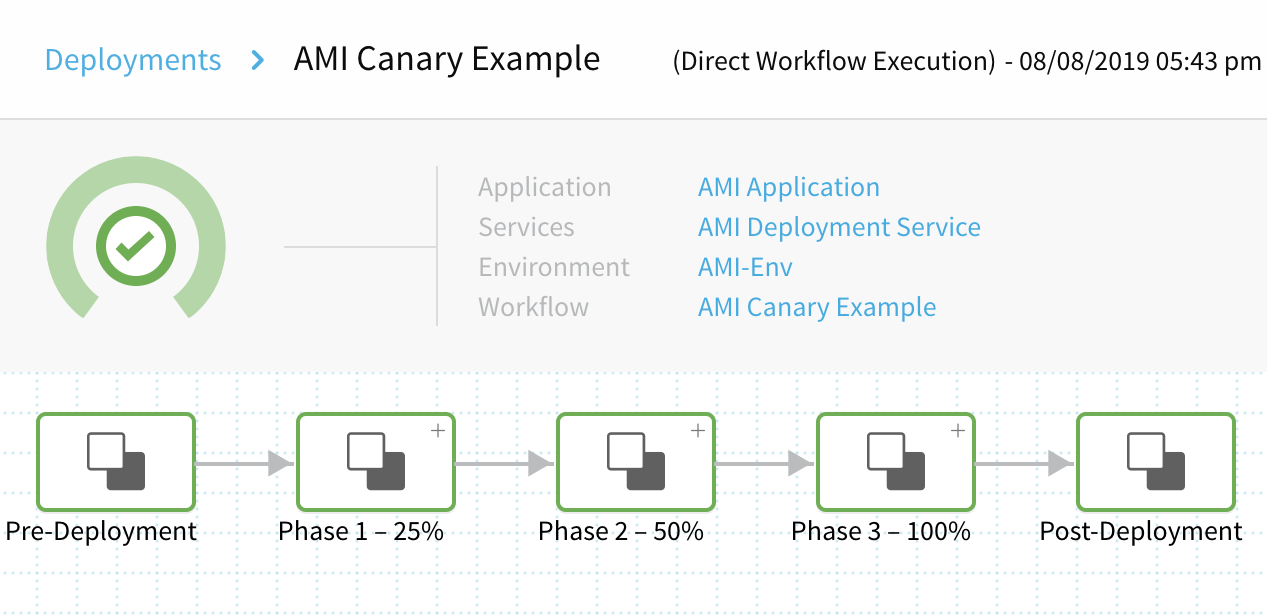 Deployments > AMI Canary Example (Direct Workflow Execution) - 08/08/2019 05:43 pm
Application AMI Application
Services AMI Deployment Service
Environment AMI-Env
Workflow AMI Canary Example
Pre-Deployment Phase 1 – 25% Phase 2 – 50% Phase 3 – 100% Post-Deployment